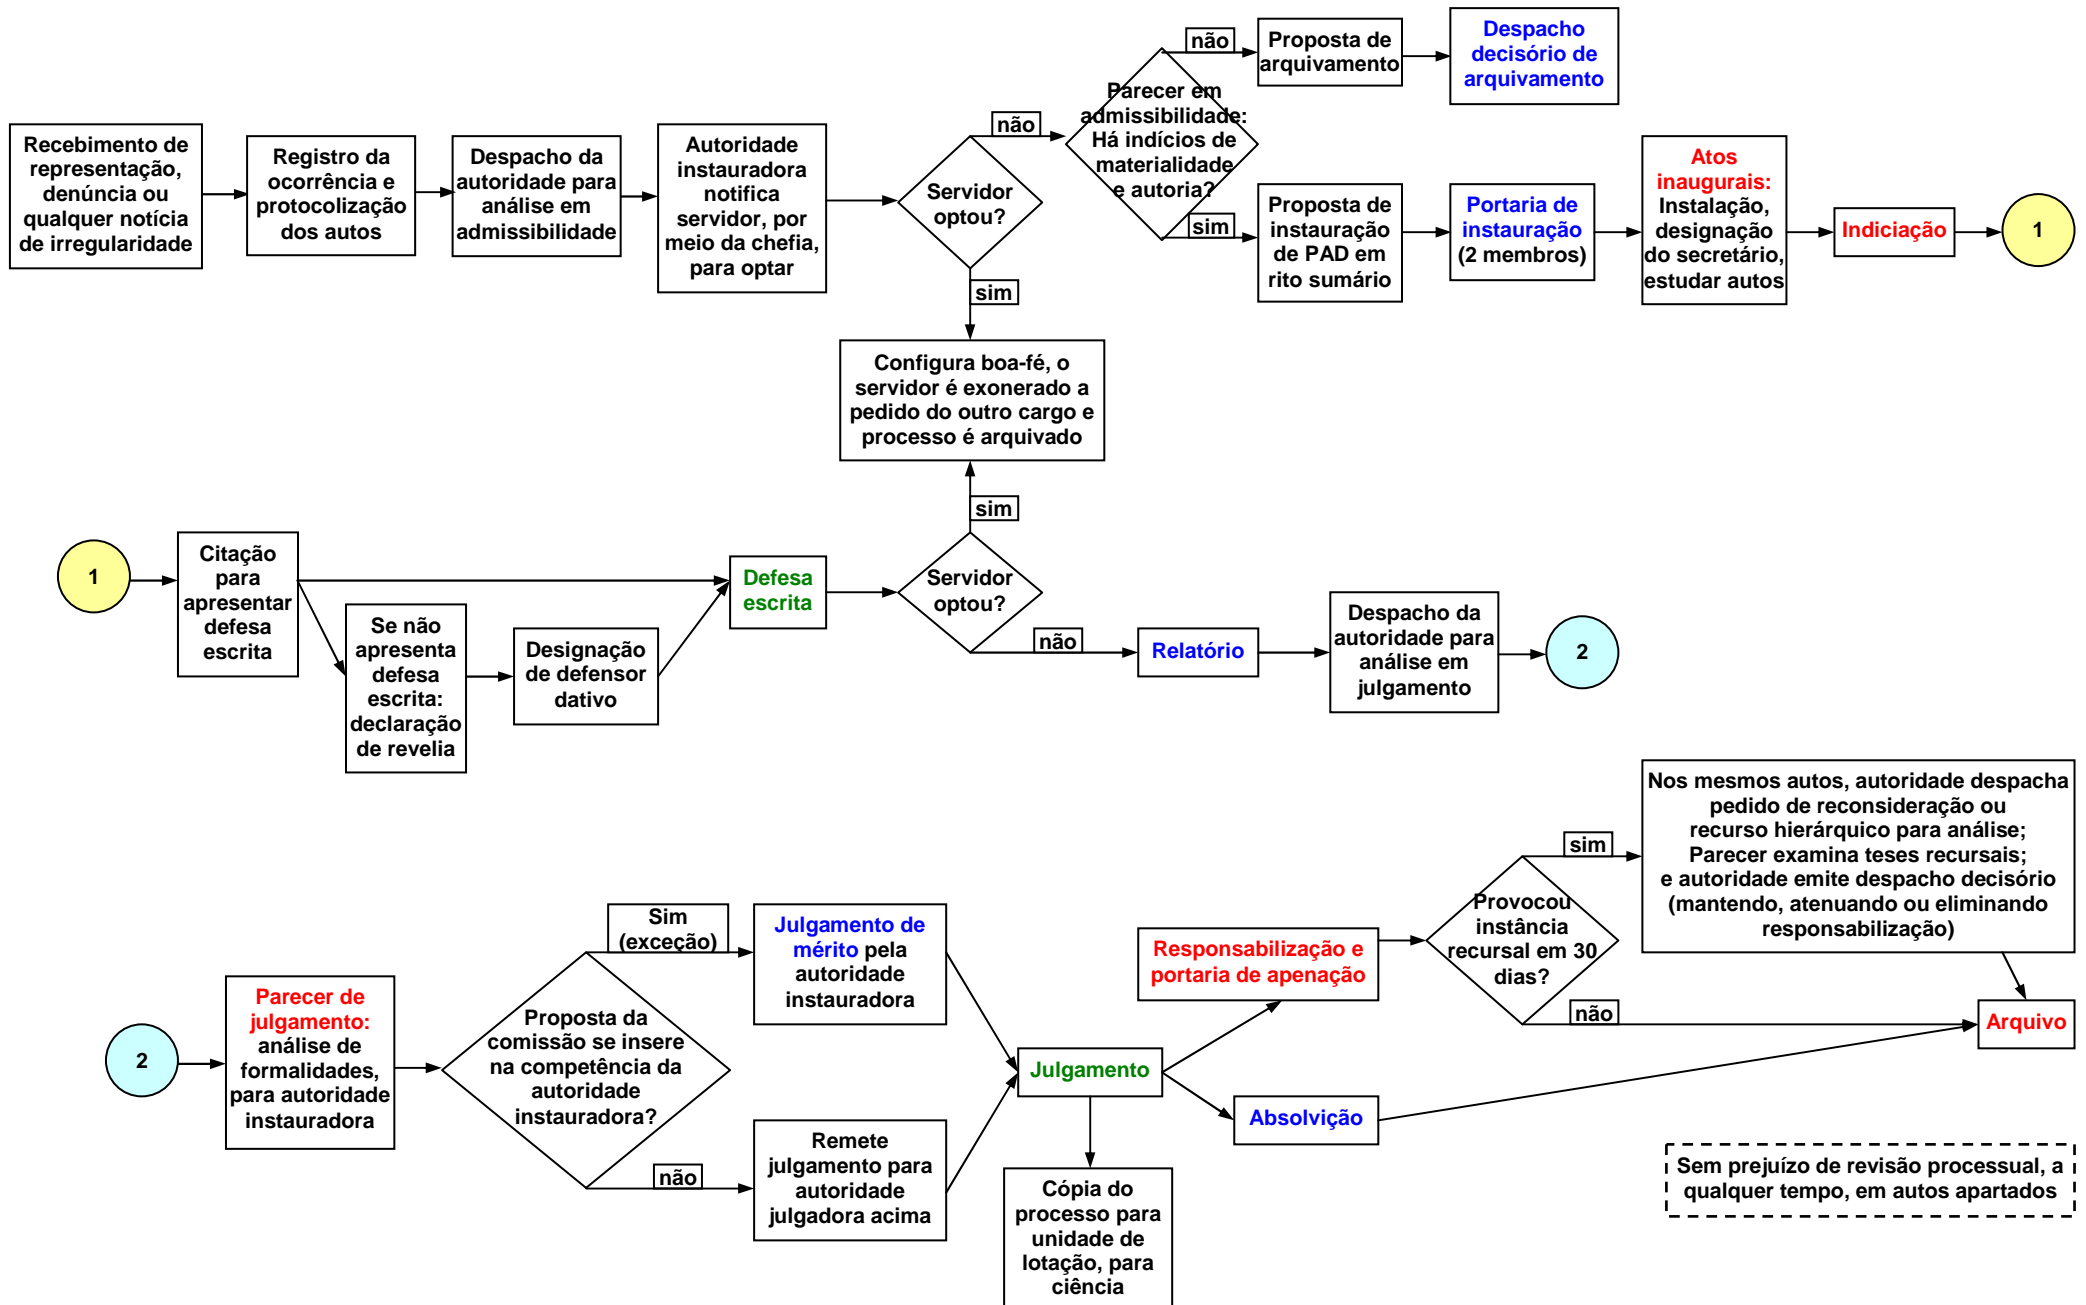 Recebimento de
representação,
denúncia ou
qualquer notícia
de irregularidade
Registro da
ocorrência e
protocolização
dos autos
Despacho da
autoridade para
análise em
admissibilidade
Autoridade
instauradora
notifica
servidor, por
meio da chefia,
para optar
Servidor
optou?
não
sim
Parecer em
admissibilidade:
Há indícios de
materialidade
e autoria?
não
Proposta de
arquivamento
Despacho
decisório de
arquivamento
sim
Proposta de
instauração
de PAD em
rito sumário
Portaria de
instauração
(2 membros)
Atos
inaugurais:
Instalação,
designação
do secretário,
estudar autos
Indiciação
1
Configura boa-fé, o
servidor é exonerado a
pedido do outro cargo e
processo é arquivado
sim
1
Citação
para
apresentar
defesa
escrita
Se não
apresenta
defesa
escrita:
declaração
de revelia
Designação
de defensor
dativo
Defesa
escrita
Servidor
optou?
não
Relatório
Despacho da
autoridade para
análise em
julgamento
2
2
Parecer de
julgamento:
análise de
formalidades,
para autoridade
instauradora
Proposta da
comissão se insere
na competência da
autoridade
instauradora?
Sim
(exceção)
Julgamento de
mérito pela
autoridade
instauradora
não
Remete
julgamento para
autoridade
julgadora acima
Julgamento
Cópia do
processo para
unidade de
lotação, para
ciência
Responsabilização e
portaria de apenação
Absolvição
Provocou
instância
recursal em 30
dias?
sim
Nos mesmos autos, autoridade despacha
pedido de reconsideração ou
recurso hierárquico para análise;
Parecer examina teses recursais;
e autoridade emite despacho decisório
(mantendo, atenuando ou eliminando
responsabilização)
não
Arquivo
Sem prejuízo de revisão processual, a
qualquer tempo, em autos apartados